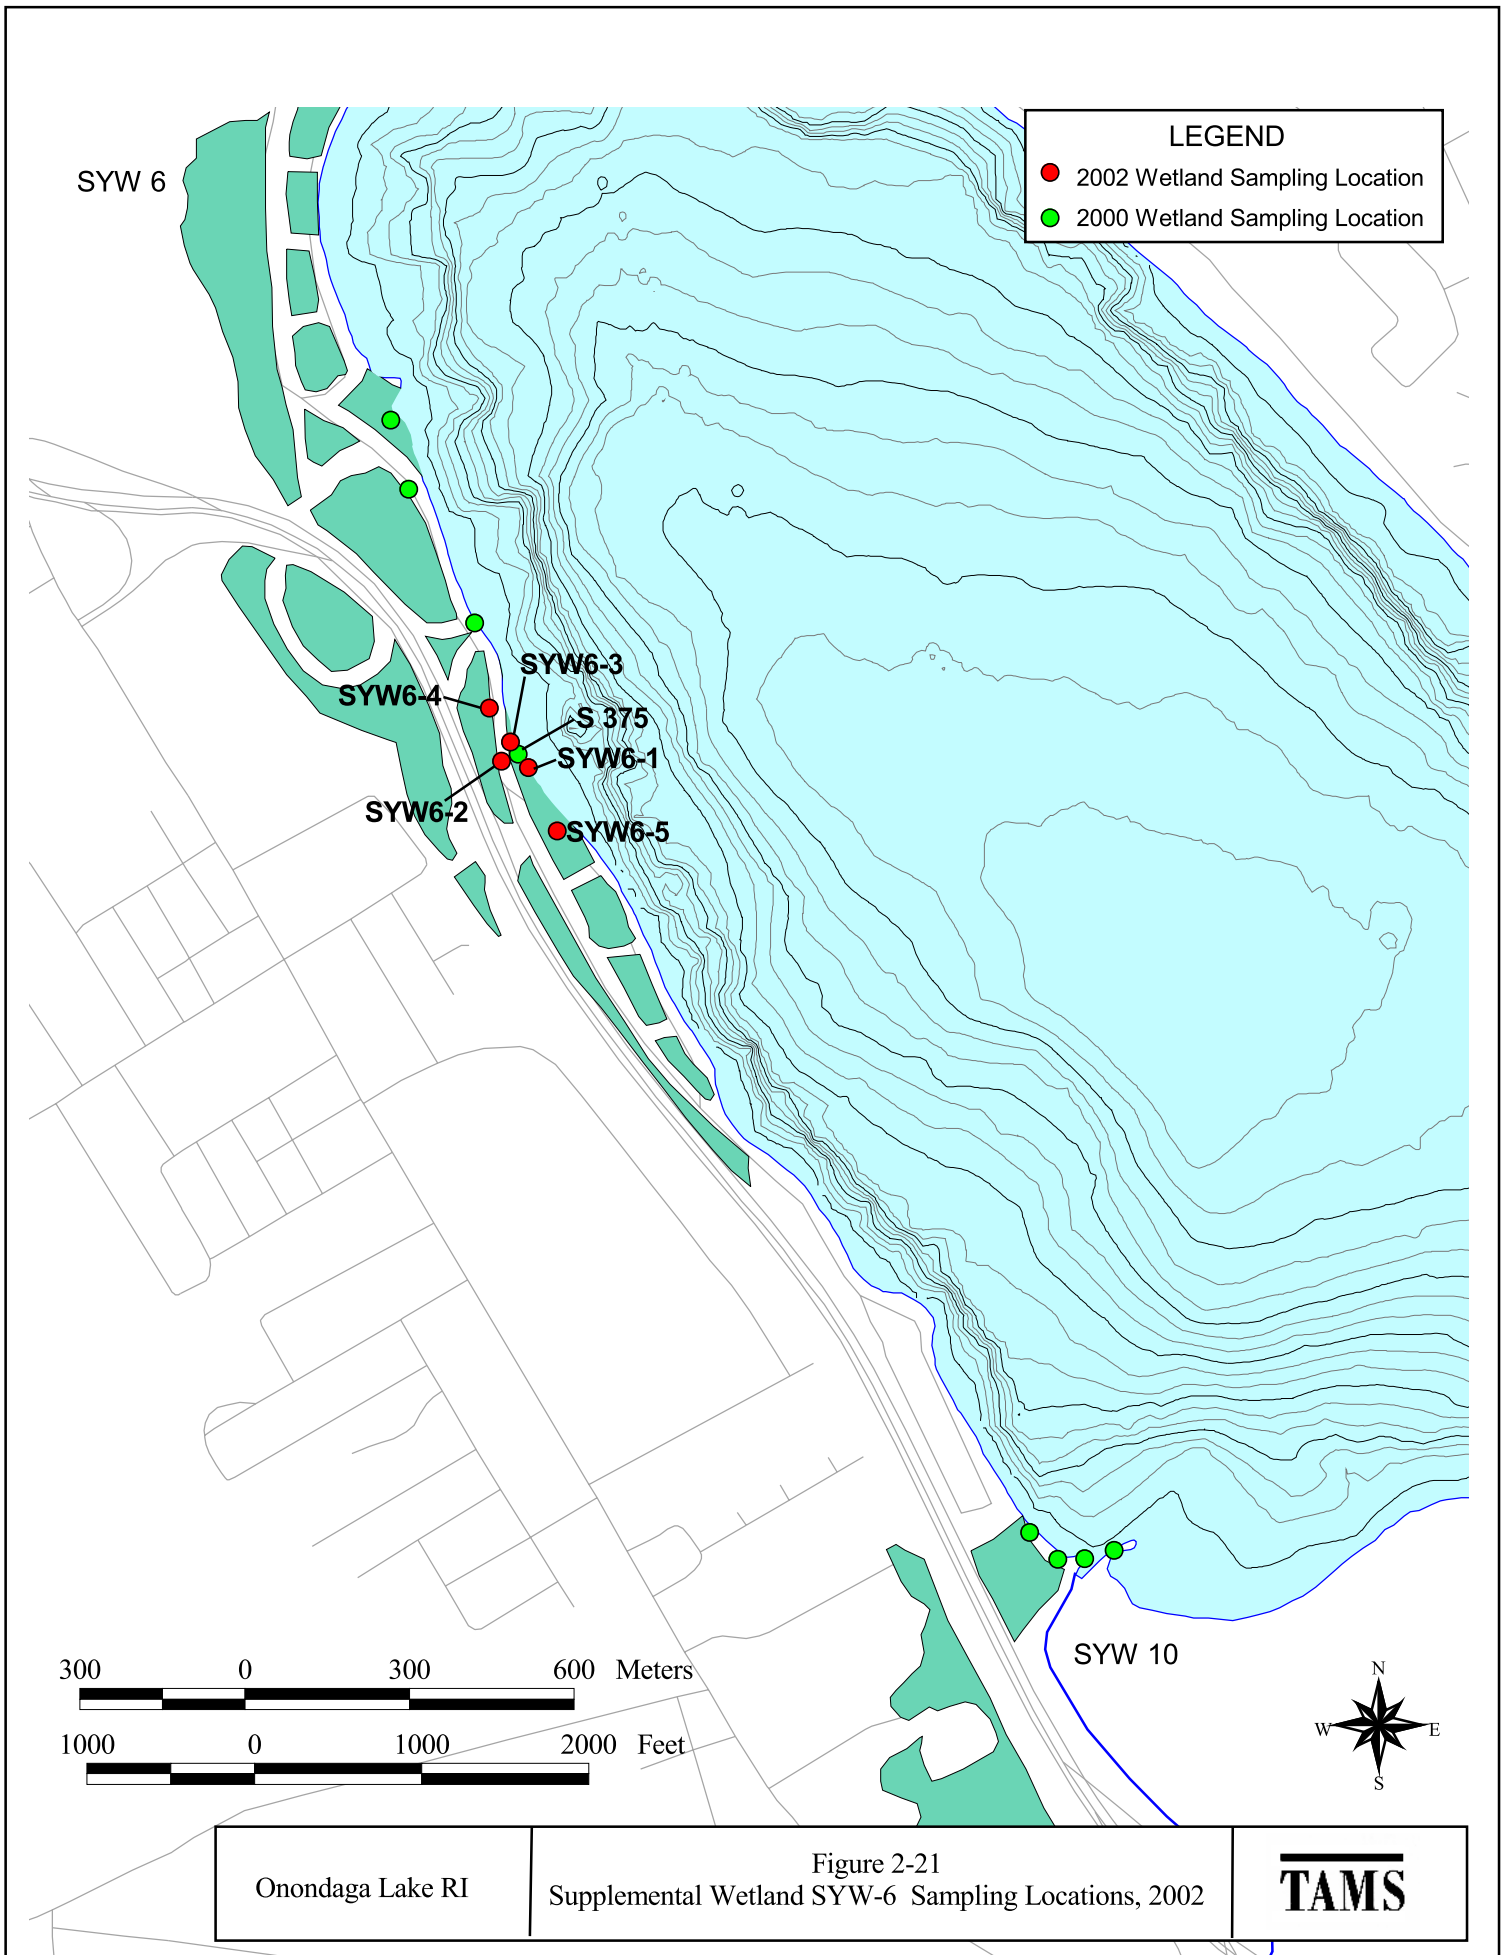 LEGEND
2002 Wetland Sampling Location
2000 Wetland Sampling Location
SYW 6
SYW6-3
SYW6-4
S 375
SYW6-1
SYW6-2
SYW6-5
SYW 10
300 0 300 600 Meters
1000 0 1000 2000 Feet
N
W E
S
Onondaga Lake RI
Figure 2-21
Supplemental Wetland SYW-6 Sampling Locations, 2002
TAMS